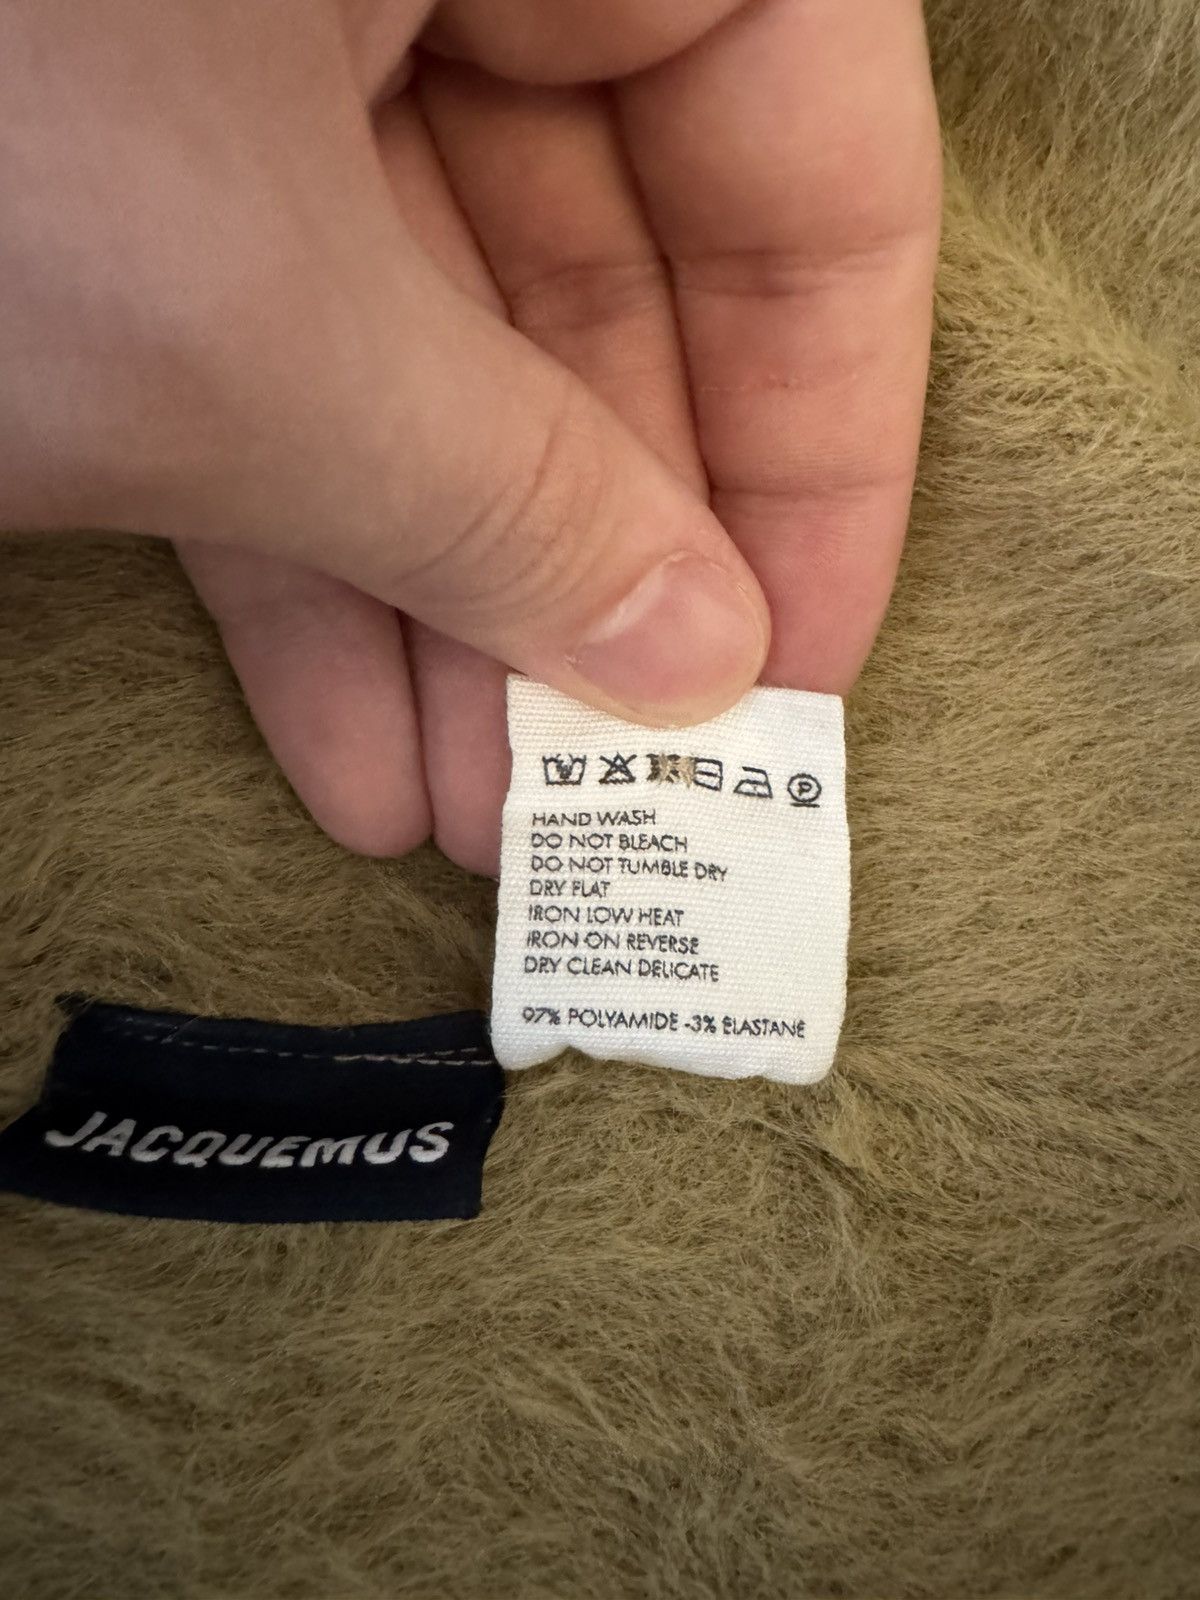 P
HAND WASH
DO NOT BLEACH
DO NOT TUMBLE DRY
DRY FLAT
IRON LOW HEAT
IRON ON REVERSE
DRY CLEAN DELICATE
97% POLYAMIDE -3% ELASTANE
JACQUEMUS